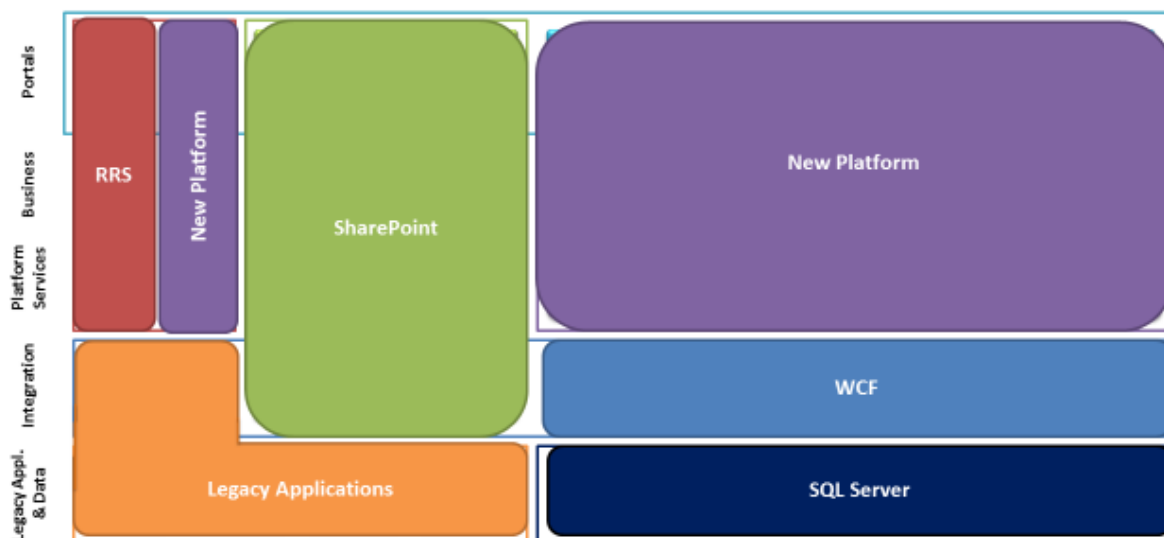 Portals
Business
Platform
Services
Integration
Legacy Appl.
& Data
RRS
New Platform
SharePoint
New Platform
WCF
Legacy Applications
SQL Server